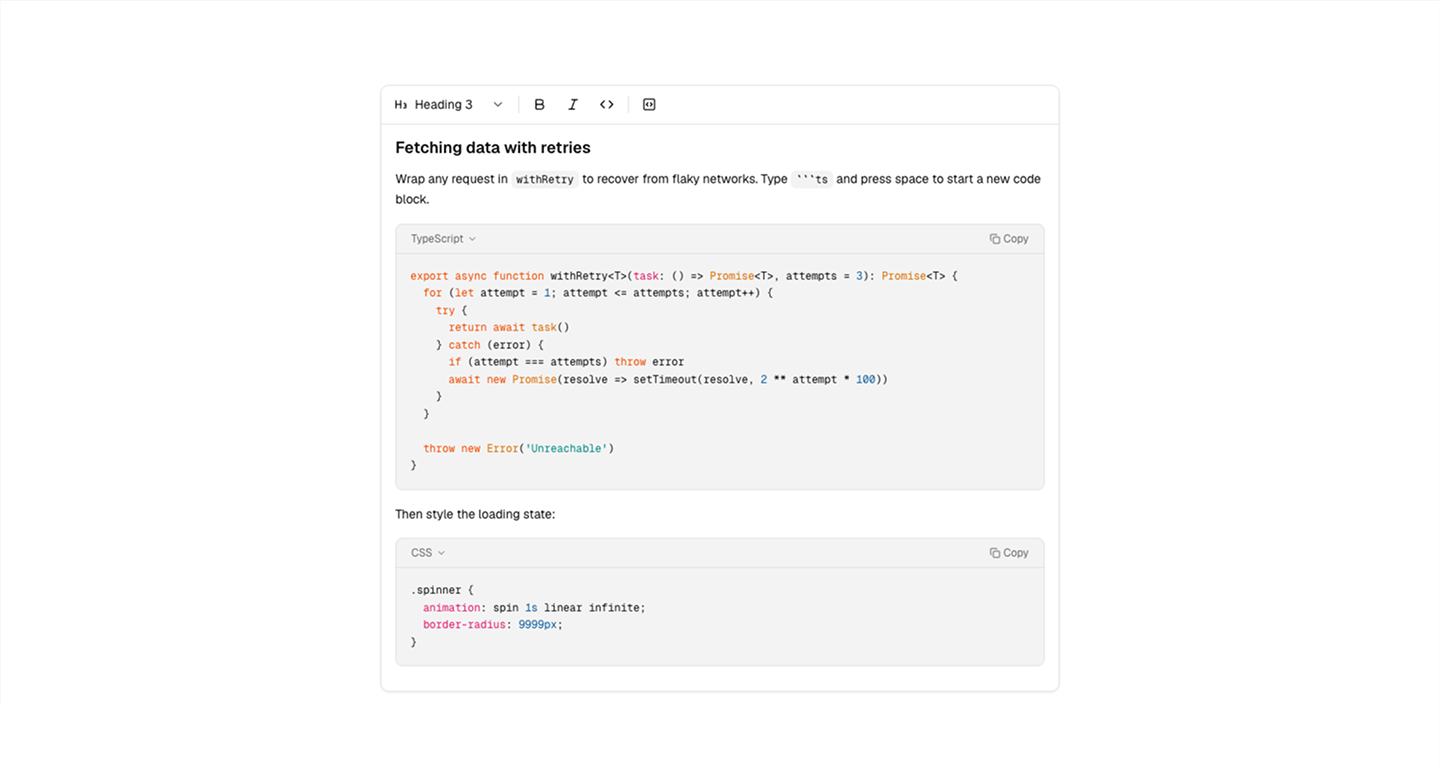 H3 Heading 3 B I <>
Fetching data with retries
Wrap any request in withRetry to recover from flaky networks. Type ```ts and press space to start a new code
block.
TypeScript Copy
export async function withRetry<T>(task: () => Promise<T>, attempts = 3): Promise<T> {
  for (let attempt = 1; attempt <= attempts; attempt++) {
    try {
      return await task()
    } catch (error) {
      if (attempt === attempts) throw error
      await new Promise(resolve => setTimeout(resolve, 2 ** attempt * 100))
    }
  }
  throw new Error('Unreachable')
}
Then style the loading state:
CSS Copy
.spinner {
  animation: spin 1s linear infinite;
  border-radius: 9999px;
}